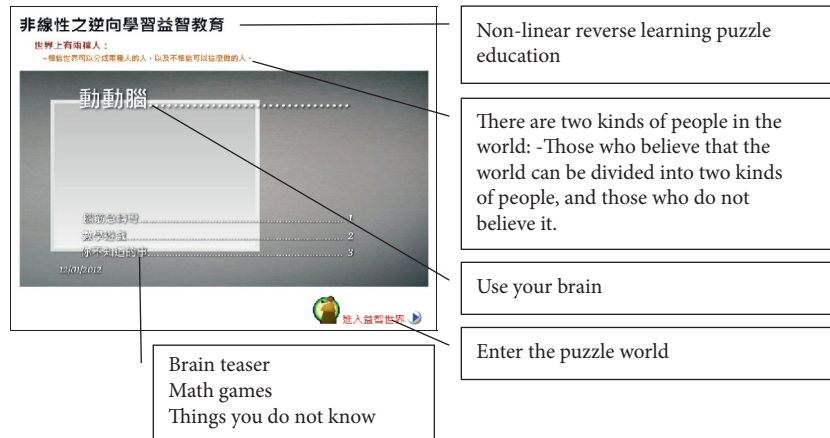 非線性之逆向學習益智教育
世界上有兩種人：
~相信世界可以分成兩種人的人，以及不相信可以這麼做的人~
動動腦
腦筋急轉彎 1
數學遊戲 2
你不知道的事 3
12/01/2012
進入益智世界
Non-linear reverse learning puzzle
education
There are two kinds of people in the
world: -Those who believe that the
world can be divided into two kinds
of people, and those who do not
believe it.
Use your brain
Enter the puzzle world
Brain teaser
Math games
Things you do not know